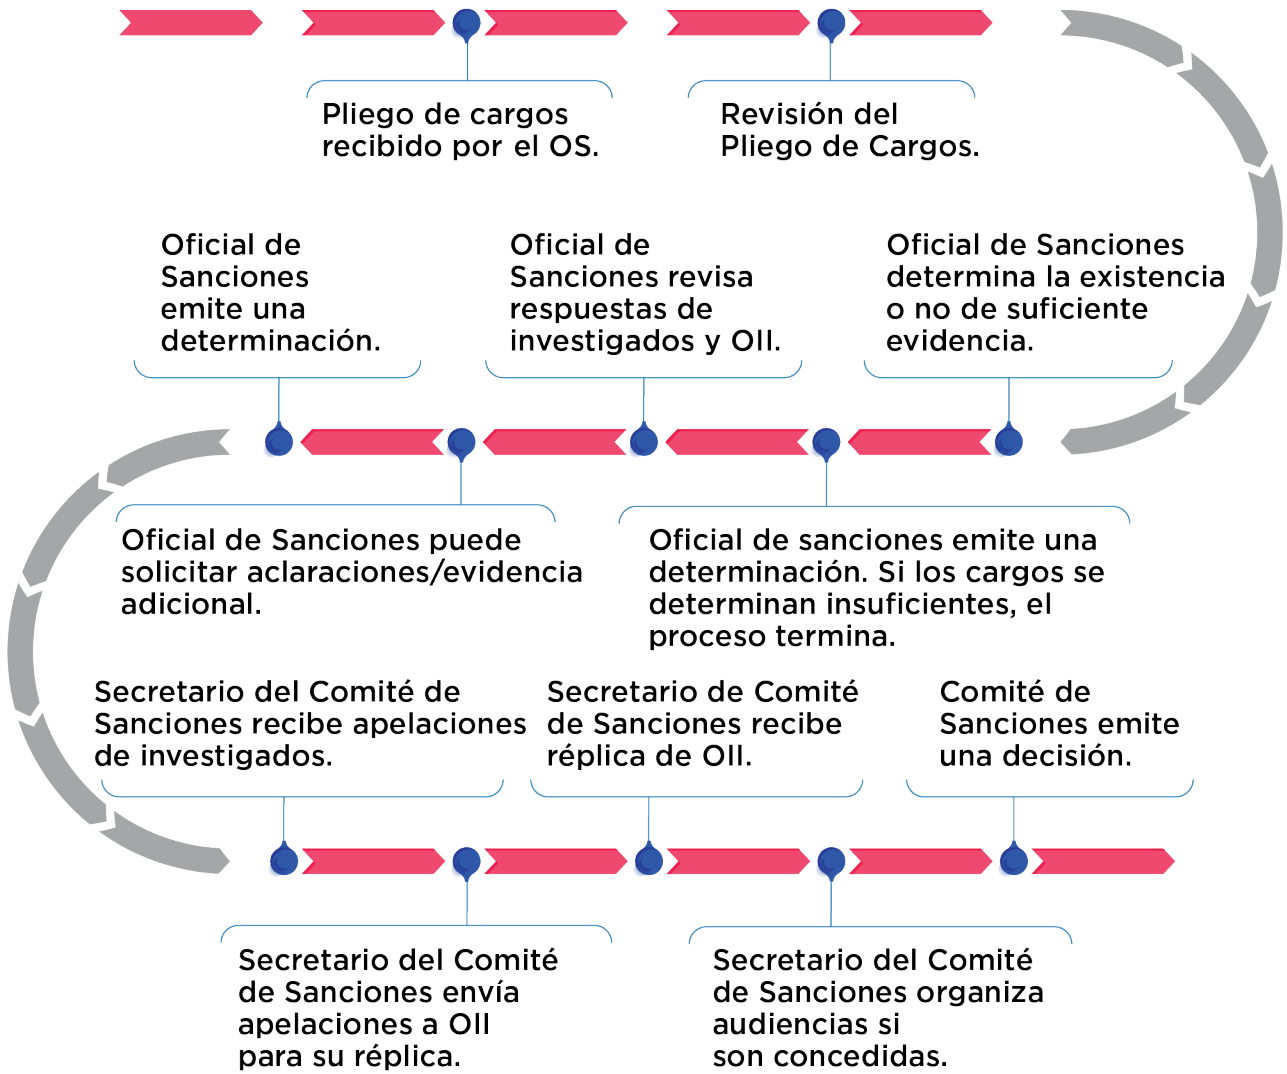 Pliego de cargos
recibido por el OS.
Revisión del
Pliego de Cargos.
Oficial de
Sanciones
emite una
determinación.
Oficial de
Sanciones revisa
respuestas de
investigados y OII.
Oficial de Sanciones
determina la existencia
o no de suficiente
evidencia.
Oficial de Sanciones puede
solicitar aclaraciones/evidencia
adicional.
Oficial de sanciones emite una
determinación. Si los cargos se
determinan insuficientes, el
proceso termina.
Secretario del Comité de
Sanciones recibe apelaciones
de investigados.
Secretario de Comité
de Sanciones recibe
réplica de OII.
Comité de
Sanciones emite
una decisión.
Secretario del Comité
de Sanciones envía
apelaciones a OII
para su réplica.
Secretario del Comité
de Sanciones organiza
audiencias si
son concedidas.